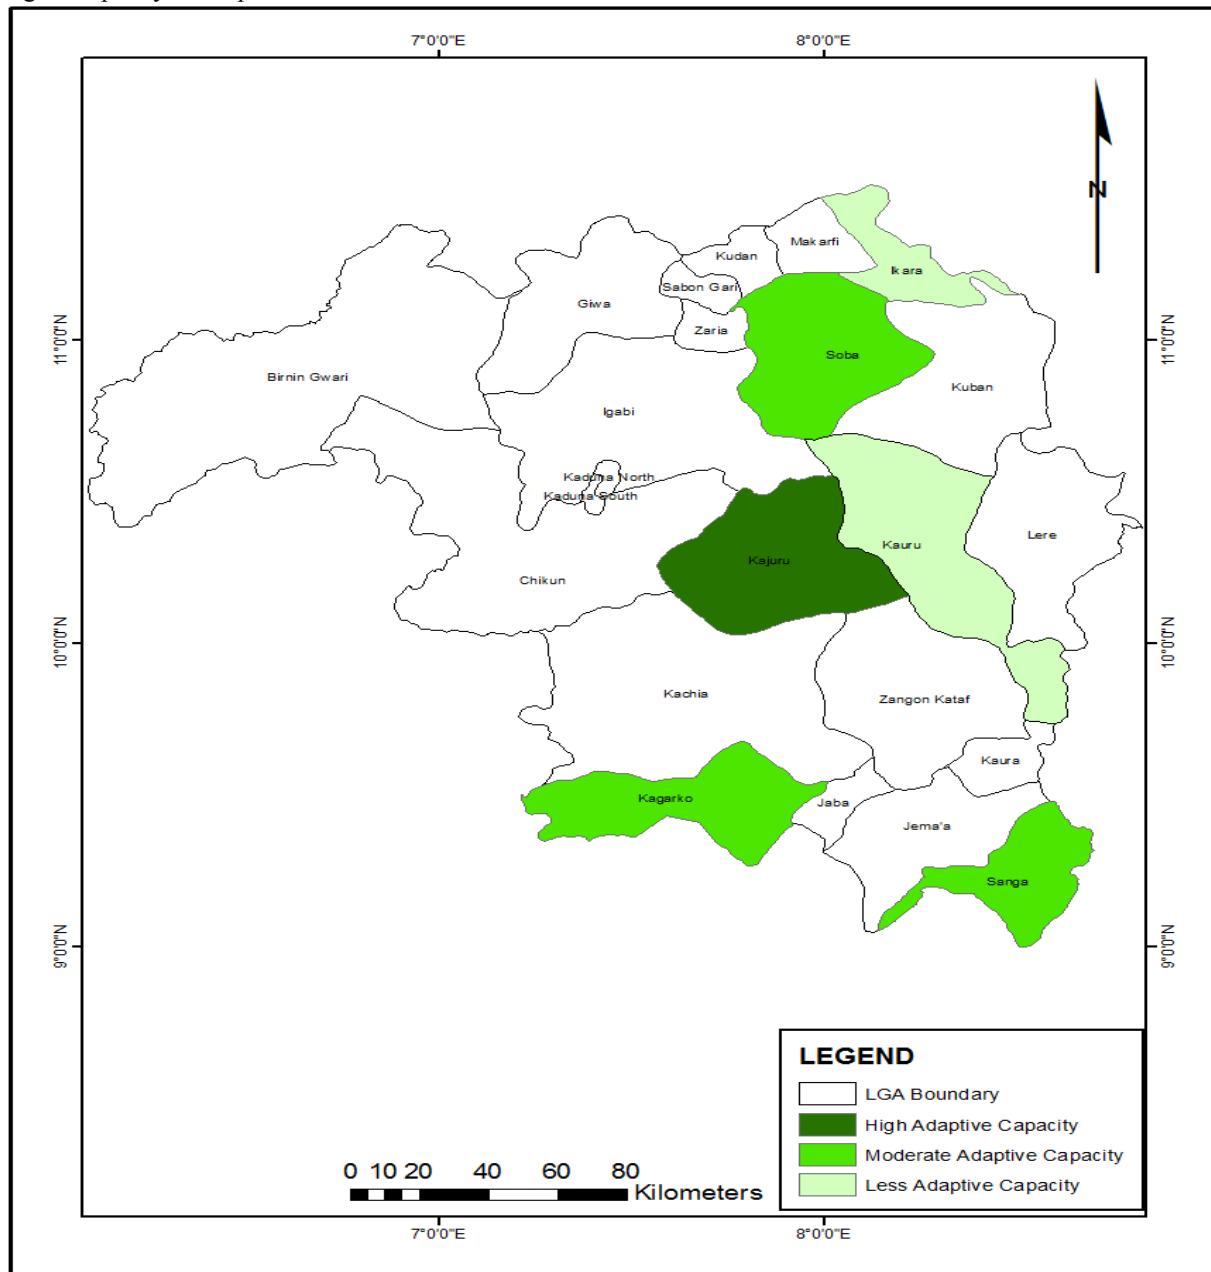 7°0'0"E 8°0'0"E
N
Makarfi
Kudan
Ikara
Sabon Gari
Giwa
Zaria
11°0'0"N 11°0'0"N
Soba
Birnin Gwari
Kuban
Igabi
Kaduna North
Kaduna South
Lere
Kauru
Kajuru
Chikun
10°0'0"N 10°0'0"N
Kachia
Zangon Kataf
Kaura
Kagarko
Jaba
Jema'a
Sanga
9°0'0"N 9°0'0"N
LEGEND
LGA Boundary
High Adaptive Capacity
Moderate Adaptive Capacity
Less Adaptive Capacity
0 10 20 40 60 80
Kilometers
7°0'0"E 8°0'0"E